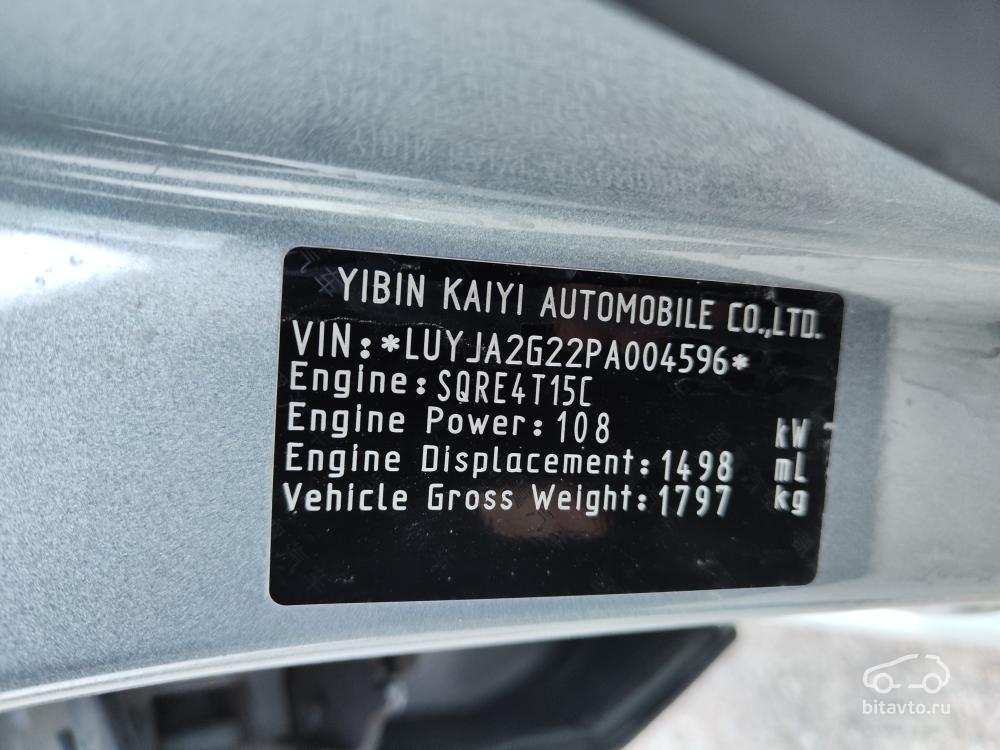 YIBIN KAIYI AUTOMOBILE CO.,LTD.
VIN:*LUYJA2G22PA004596*
Engine:SQRE4T15C
Engine Power:108 kW
Engine Displacement:1498 mL
Vehicle Gross Weight:1797 kg
bitavto.ru